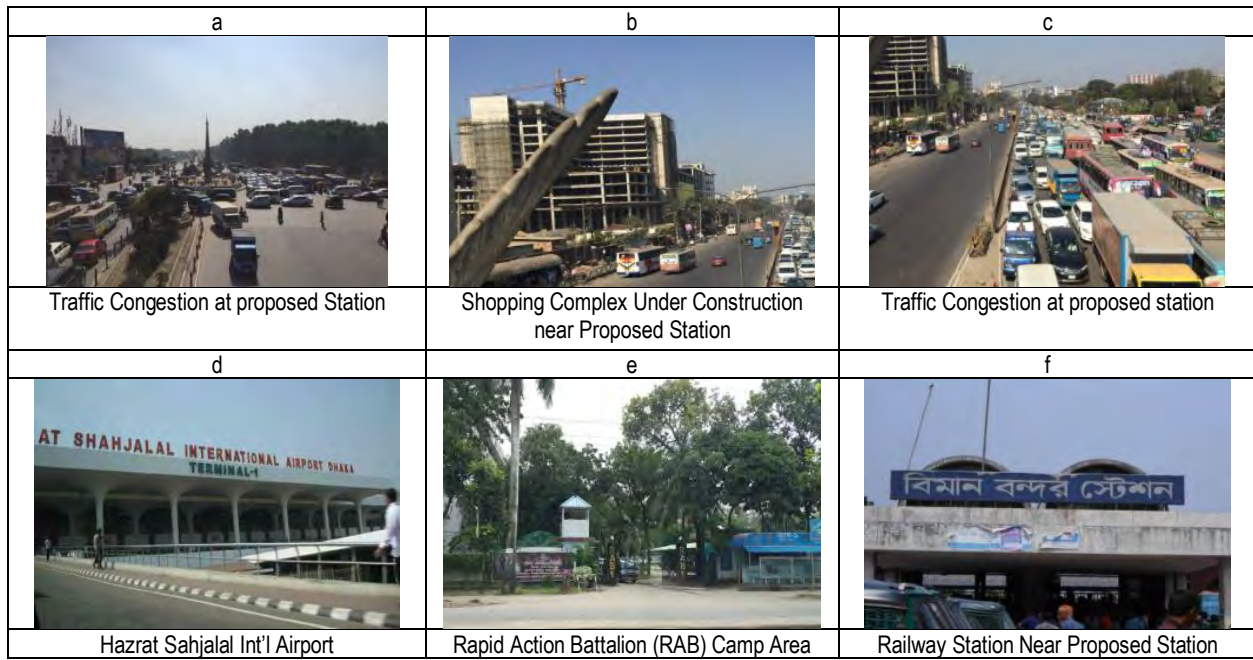 a b c
Traffic Congestion at proposed Station
Shopping Complex Under Construction
near Proposed Station
Traffic Congestion at proposed station
d e f
AT SHAHJALAL INTERNATIONAL AIRPORT DHAKA
TERMINAL-1
বিমান বন্দর স্টেশন
Hazrat Sahjalal Int'l Airport
Rapid Action Battalion (RAB) Camp Area
Railway Station Near Proposed Station